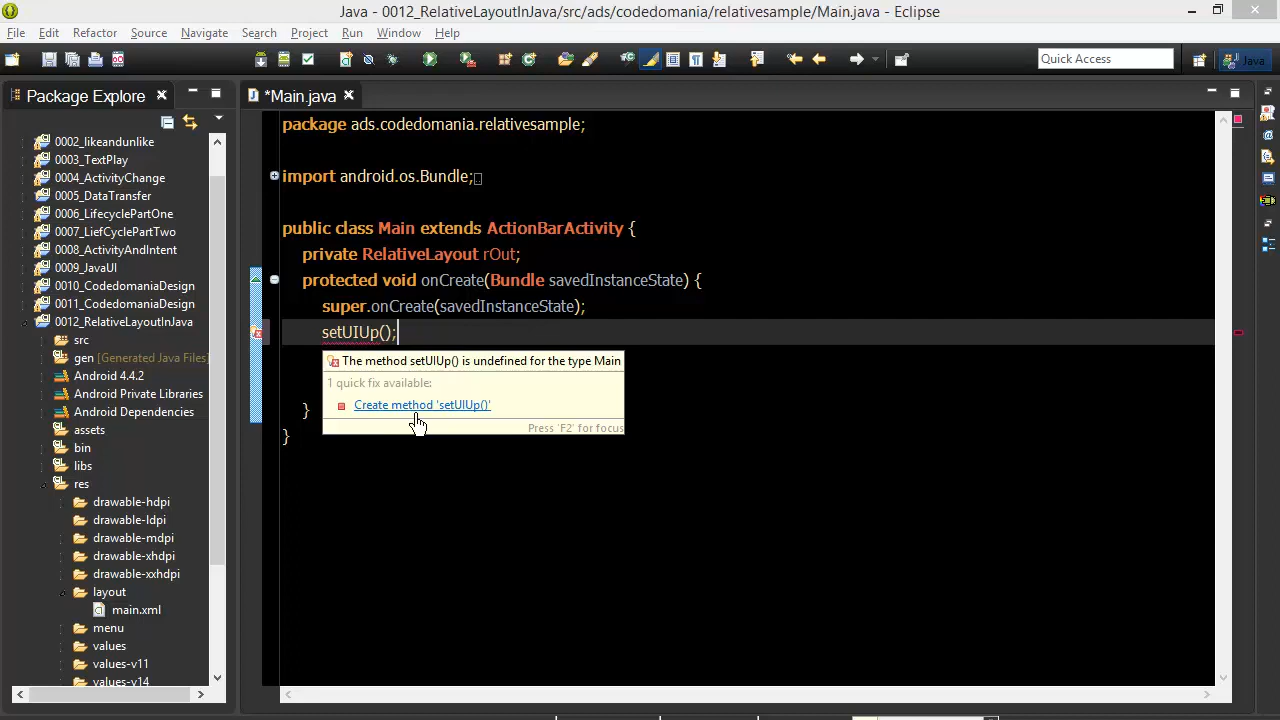 Java - 0012_RelativeLayoutInJava/src/ads/codedomania/relativesample/Main.java - Eclipse
File Edit Refactor Source Navigate Search Project Run Window Help
Quick Access
Java
Package Explore
*Main.java
0002_likeandunlike
0003_TextPlay
0004_ActivityChange
0005_DataTransfer
0006_LifecyclePartOne
0007_LiefCyclePartTwo
0008_ActivityAndIntent
0009_JavaUI
0010_CodedomaniaDesign
0011_CodedomaniaDesign
0012_RelativeLayoutInJava
src
gen [Generated Java Files]
Android 4.4.2
Android Private Libraries
Android Dependencies
assets
bin
libs
res
drawable-hdpi
drawable-ldpi
drawable-mdpi
drawable-xhdpi
drawable-xxhdpi
layout
main.xml
menu
values
values-v11
values-v14
package ads.codedomania.relativesample;
import android.os.Bundle;
public class Main extends ActionBarActivity {
private RelativeLayout rOut;
protected void onCreate(Bundle savedInstanceState) {
super.onCreate(savedInstanceState);
setUIUp();
The method setUIUp() is undefined for the type Main
1 quick fix available:
Create method 'setUIUp()'
Press 'F2' for focus
}
}